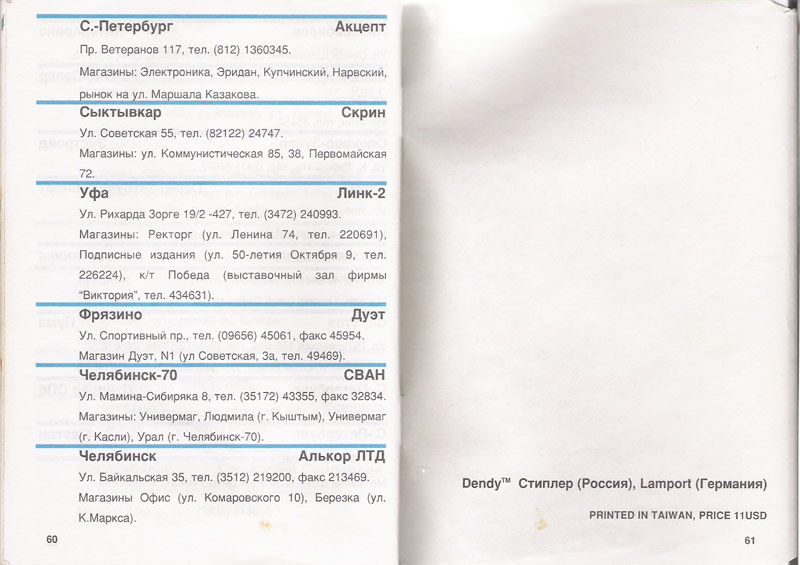 С.-Петербург Акцепт
Пр. Ветеранов 117, тел. (812) 1360345.
Магазины: Электроника, Эридан, Купчинский, Нарвский,
рынок на ул. Маршала Казакова.
Сыктывкар Скрин
Ул. Советская 55, тел. (82122) 24747.
Магазины: ул. Коммунистическая 85, 38, Первомайская
72.
Уфа Линк-2
Ул. Рихарда Зорге 19/2 -427, тел. (3472) 240993.
Магазины: Ректорг (ул. Ленина 74, тел. 220691),
Подписные издания (ул. 50-летия Октября 9, тел.
226224), к/т Победа (выставочный зал фирмы
“Виктория”, тел. 434631).
Фрязино Дуэт
Ул. Спортивный пр., тел. (09656) 45061, факс 45954.
Магазин Дуэт, N1 (ул Советская, 3а, тел. 49469).
Челябинск-70 СВАН
Ул. Мамина-Сибиряка 8, тел. (35172) 43355, факс 32834.
Магазины: Универмаг, Людмила (г. Кыштым), Универмаг
(г. Касли), Урал (г. Челябинск-70).
Челябинск Алькор ЛТД
Ул. Байкальская 35, тел. (3512) 219200, факс 213469.
Магазины Офис (ул. Комаровского 10), Березка (ул.
К.Маркса).
60
Dendy™ Стиплер (Россия), Lamport (Германия)
PRINTED IN TAIWAN, PRICE 11USD
61